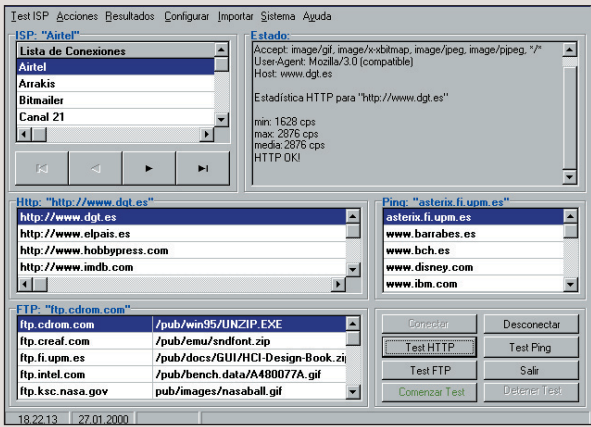 Test ISP Acciones Resultados Configurar Importar Sistema Ayuda
ISP: "Airtel"
Lista de Conexiones
Airtel
Arrakis
Bitmailer
Canal 21
Estado:
Accept: image/gif, image/x-xbitmap, image/jpeg, image/pjpeg, */*
User-Agent: Mozilla/3.0 (compatible)
Host: www.dgt.es
Estadística HTTP para "http://www.dgt.es"
min: 1628 cps
max: 2876 cps
media: 2876 cps
HTTP OK!
Http: "http://www.dgt.es"
http://www.dgt.es
http://www.elpais.es
http://www.hobbypress.com
http://www.imdb.com
Ping: "asterix.fi.upm.es"
asterix.fi.upm.es
www.barrabes.es
www.bch.es
www.disney.com
www.ibm.com
FTP: "ftp.cdrom.com"
ftp.cdrom.com /pub/win95/UNZIP.EXE
ftp.creaf.com /pub/emu/sndfont.zip
ftp.fi.upm.es /pub/docs/GUI/HCI-Design-Book.zi
ftp.intel.com /pub/bench.data/A480077A.gif
ftp.ksc.nasa.gov pub/images/nasaball.gif
Conectar Desconectar
Test HTTP Test Ping
Test FTP Salir
Comenzar Test Detener Test
18.22.13 27.01.2000